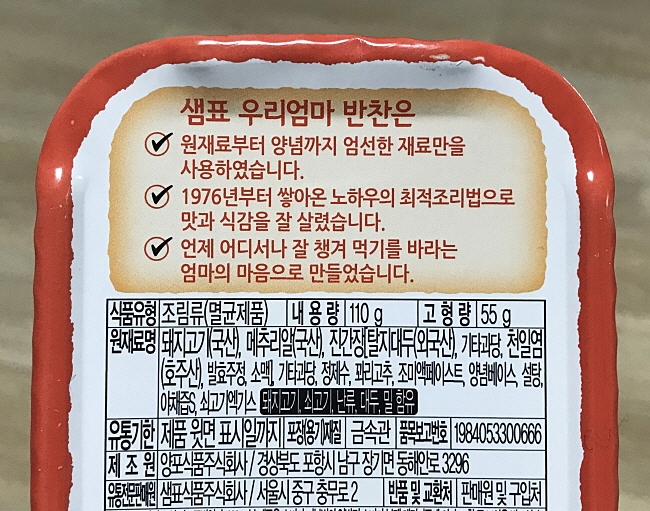 샘표 우리엄마 반찬은
원재료부터 양념까지 엄선한 재료만을
사용하였습니다.
1976년부터 쌓아온 노하우의 최적조리법으로
맛과 식감을 잘 살렸습니다.
언제 어디서나 잘 챙겨 먹기를 바라는
엄마의 마음으로 만들었습니다.
식품유형 조림류(멸균제품) 내용량 110 g 고형량 55 g
원재료명 돼지고기(국산), 메추리알(국산), 진간장[탈지대두(외국산), 기타과당, 천일염
(호주산), 발효주정, 소맥], 기타과당, 정제수, 꽈리고추, 조미액페이스트, 양념베이스, 설탕,
야채즙S, 쇠고기엑기스 돼지고기, 쇠고기, 난류, 대두, 밀 함유
유통기한 제품 윗면 표시일까지 포장(용기)재질 금속관 품목보고번호 1984053300666
제조원 양포식품주식회사 / 경상북도 포항시 남구 장기면 동해안로 3296
유통전문판매원 샘표식품주식회사 / 서울시 중구 충무로 2 반품 및 교환처 판매원 및 구입처